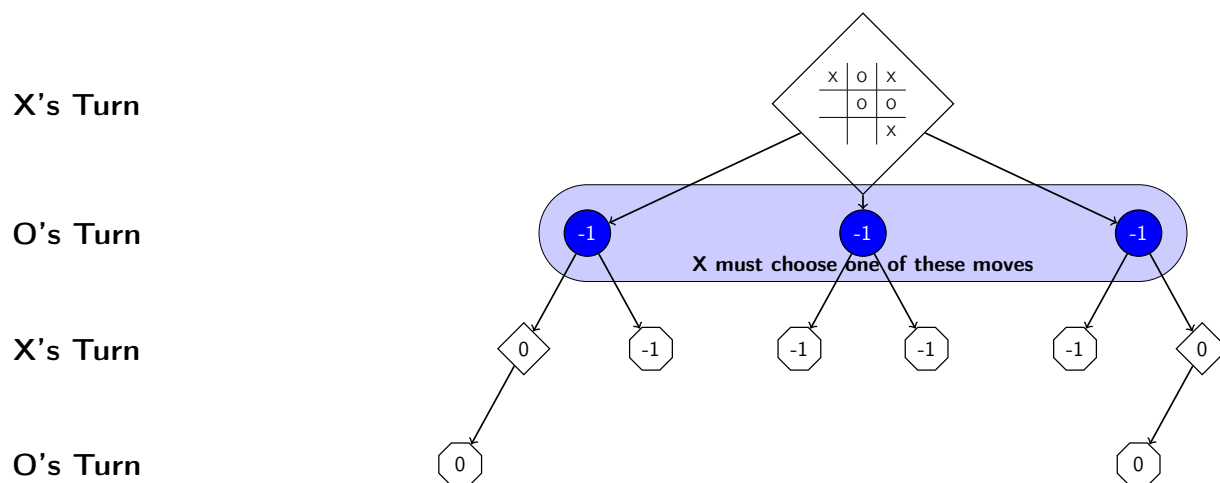 X O X
X's Turn
O O
X
O's Turn
-1 -1 -1
X must choose one of these moves
X's Turn
0 -1 -1 -1 -1 0
O's Turn
0 0